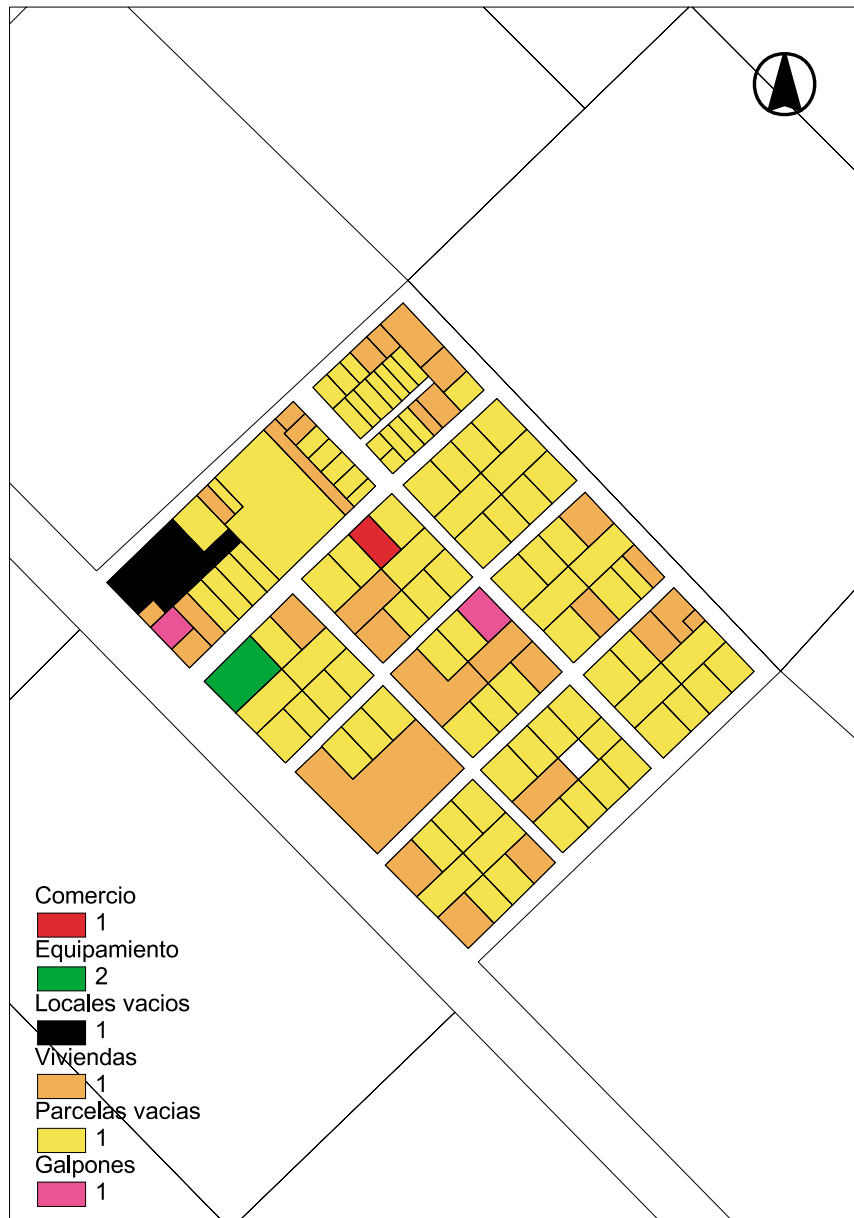 Comercio
1
Equipamiento
2
Locales vacios
1
Viviendas
1
Parcelas vacias
1
Galpones
1